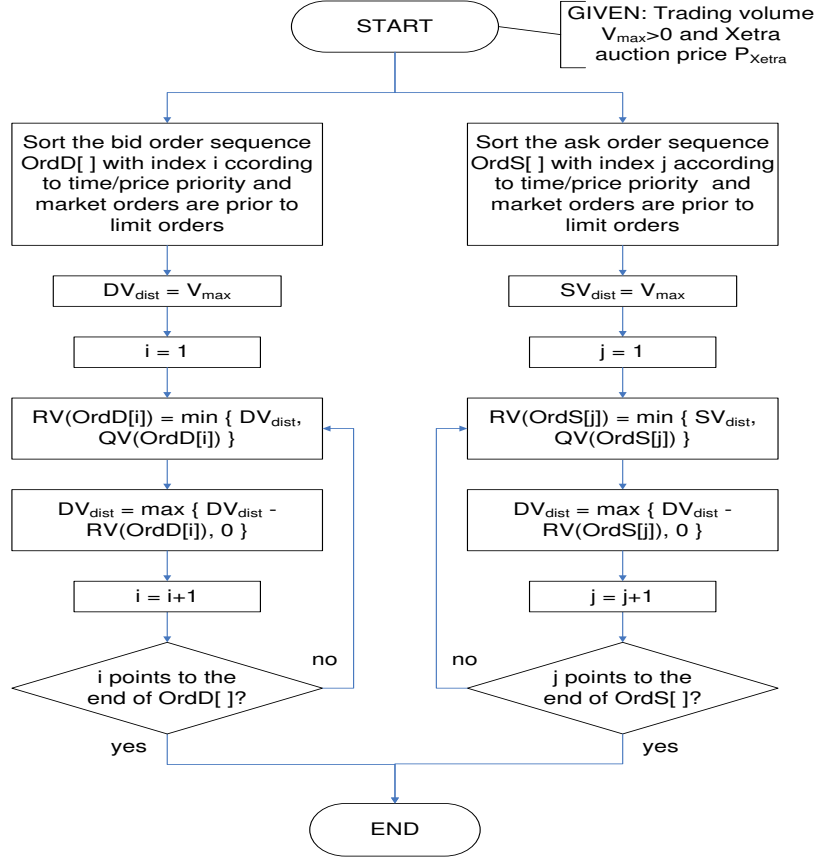 START
GIVEN: Trading volume
Vmax>0 and Xetra
auction price PXetra
Sort the bid order sequence
OrdD[ ] with index i ccording
to time/price priority and
market orders are prior to
limit orders
DVdist = Vmax
i = 1
RV(OrdD[i]) = min { DVdist,
QV(OrdD[i]) }
DVdist = max { DVdist -
RV(OrdD[i]), 0 }
i = i+1
i points to the
end of OrdD[ ]?
no
yes
Sort the ask order sequence
OrdS[ ] with index j according
to time/price priority  and
market orders are prior to
limit orders
SVdist = Vmax
j = 1
RV(OrdS[j]) = min { SVdist,
QV(OrdS[j]) }
DVdist = max { DVdist -
RV(OrdS[j]), 0 }
j = j+1
j points to the
end of OrdS[ ]?
no
yes
END